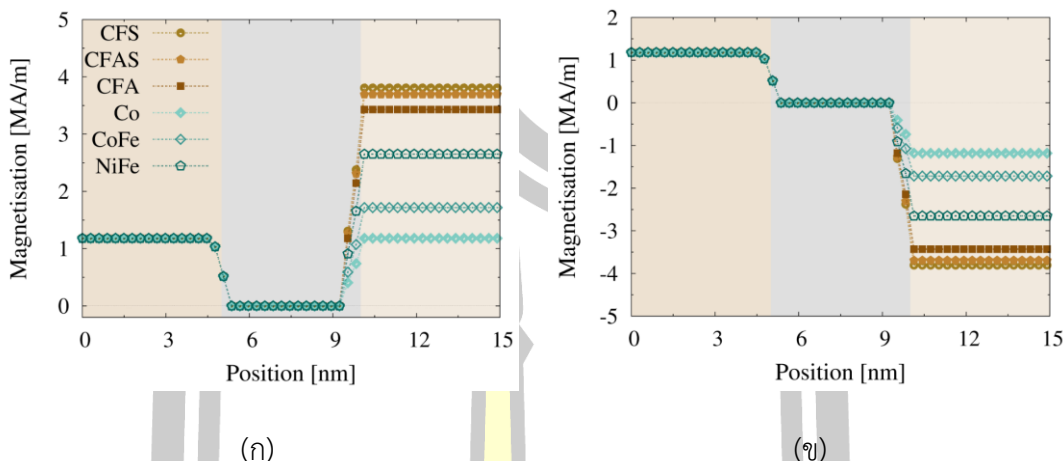 5
4
3
2
1
0
Magnetisation [MA/m]
CFS
CFAS
CFA
Co
CoFe
NiFe
0 3 6 9 12 15
Position [nm]
(ก)
2
1
0
-1
-2
-3
-4
-5
Magnetisation [MA/m]
0 3 6 9 12 15
Position [nm]
(ข)